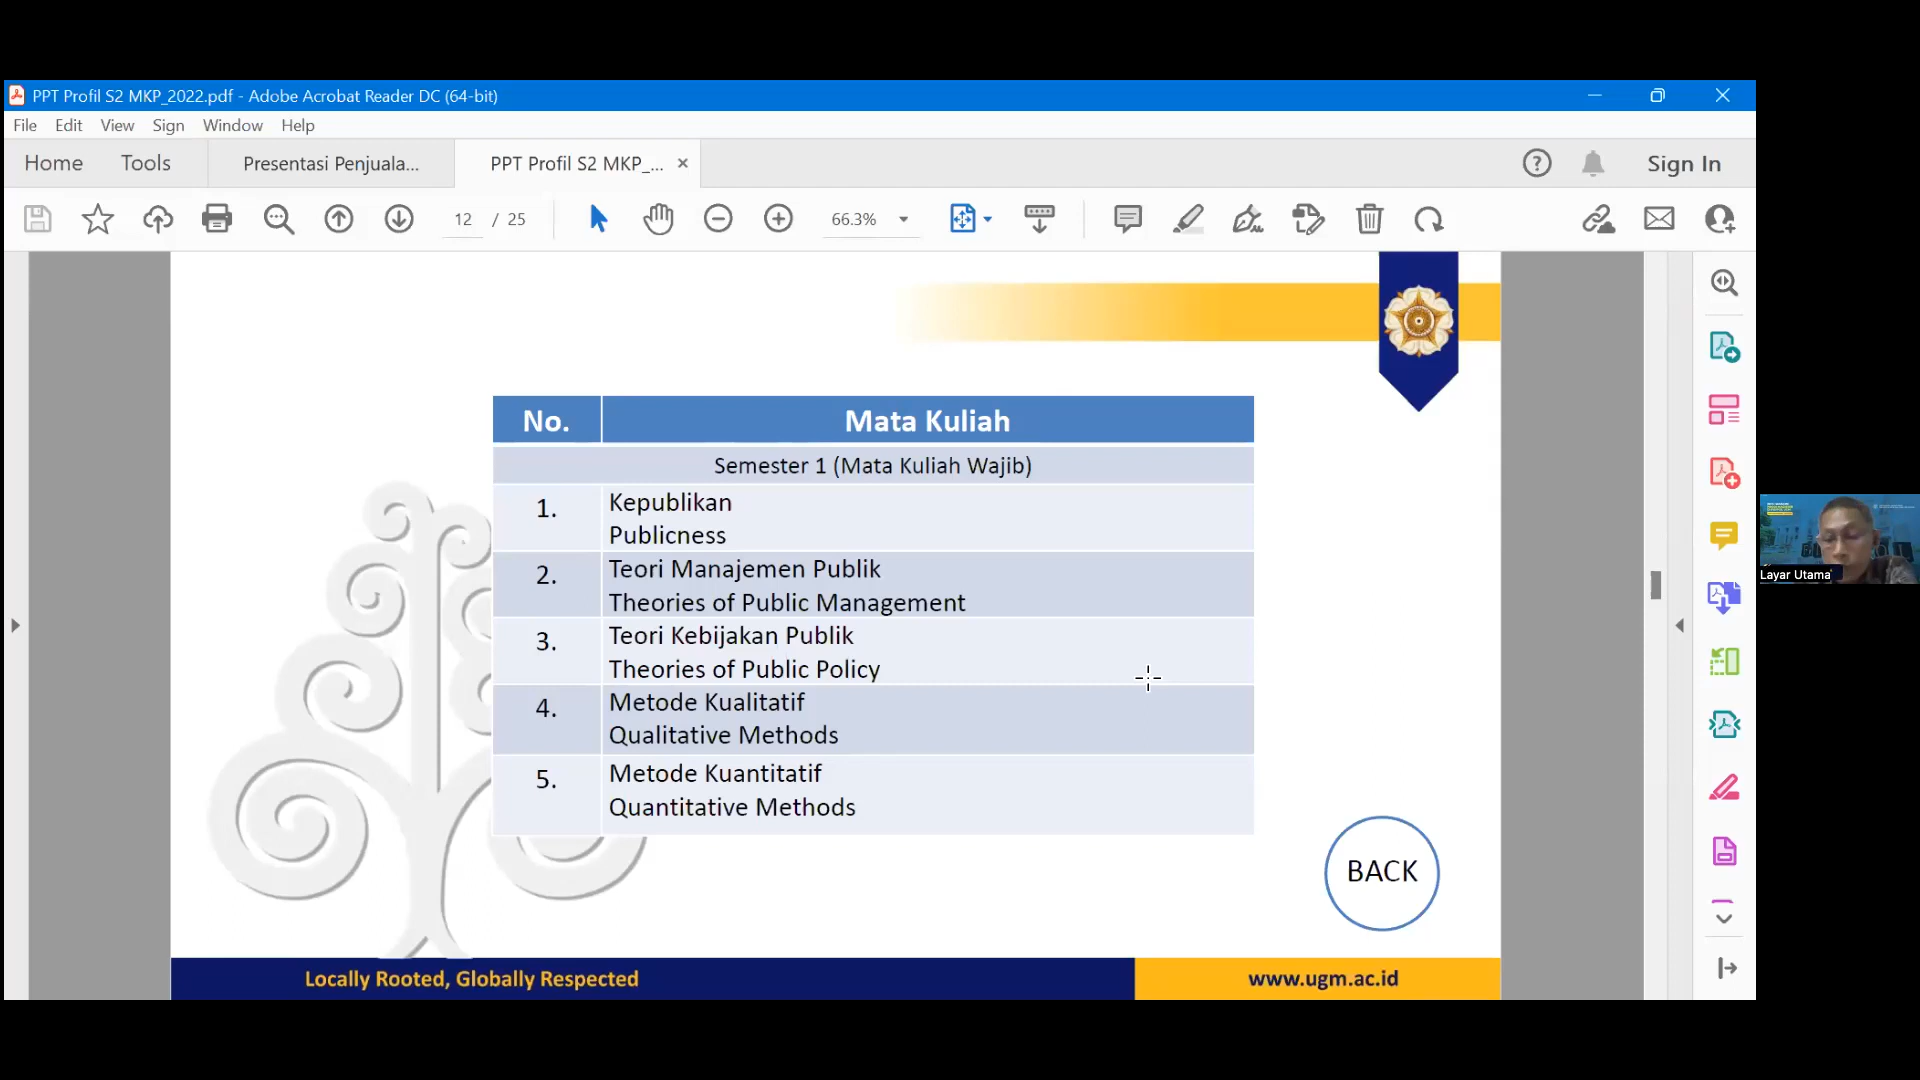 PPT Profil S2 MKP_2022.pdf - Adobe Acrobat Reader DC (64-bit)
File Edit View Sign Window Help
Home Tools Presentasi Penjuala... PPT Profil S2 MKP_... × Sign In
12 / 25 66.3%
No. Mata Kuliah
Semester 1 (Mata Kuliah Wajib)
1. Kepublikan
Publicness
2. Teori Manajemen Publik
Theories of Public Management
3. Teori Kebijakan Publik
Theories of Public Policy
4. Metode Kualitatif
Qualitative Methods
5. Metode Kuantitatif
Quantitative Methods
BACK
Layar Utama
Locally Rooted, Globally Respected
www.ugm.ac.id